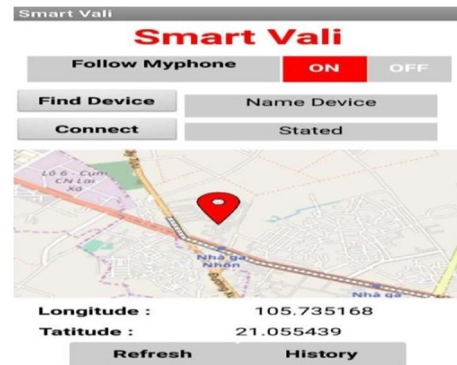 Smart Vali
Smart Vali
Follow Myphone ON OFF
Find Device Name Device
Connect Stated
Lô 6 - Cụm
CN Lai
Xá
Nhà ga
Nhổn
Nhà ga
Longitude : 105.735168
Tatitude : 21.055439
Refresh History